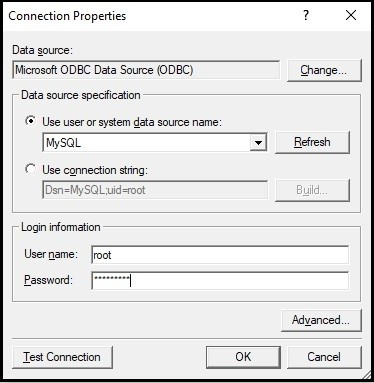 Connection Properties ? ×
Data source:
Microsoft ODBC Data Source (ODBC) Change...
Data source specification
Use user or system data source name:
MySQL Refresh
Use connection string:
Dsn=MySQL;uid=root Build...
Login information
User name: root
Password: *********
Advanced...
Test Connection OK Cancel